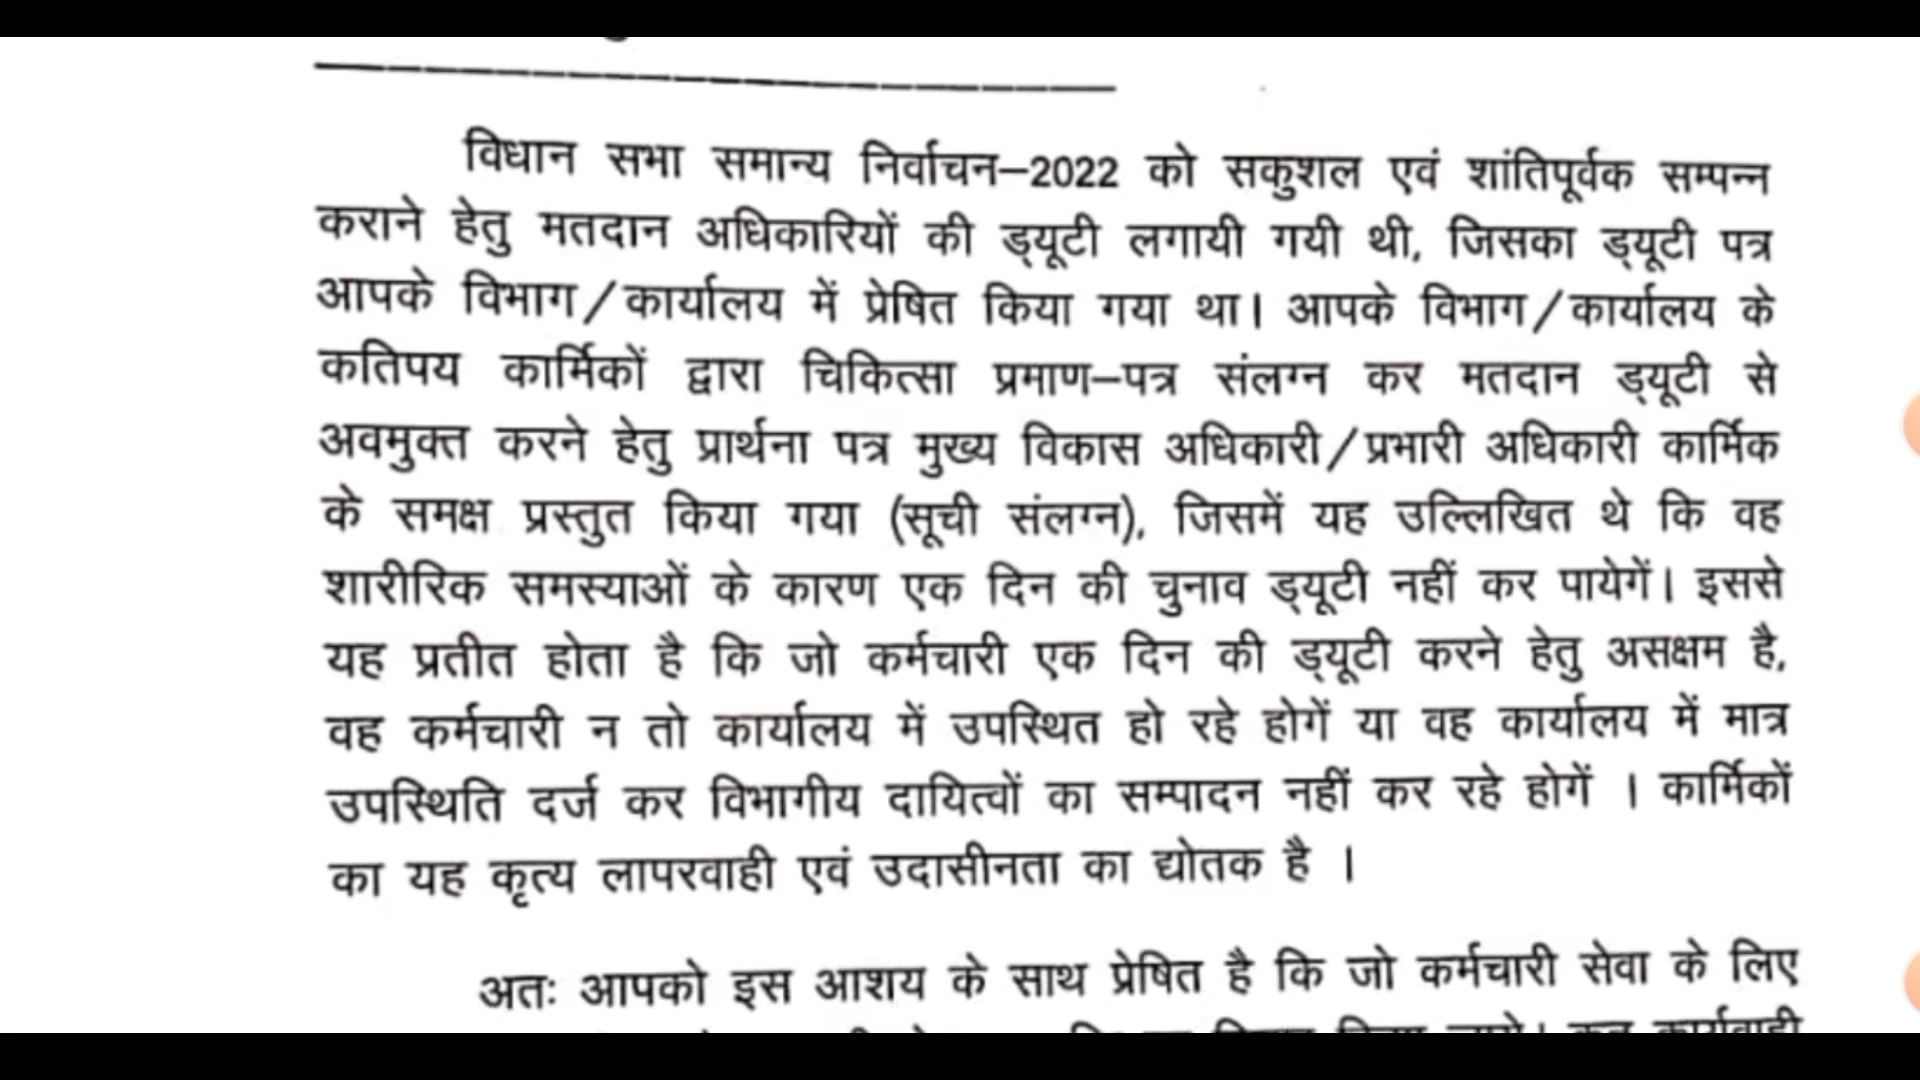 विधान सभा समान्य निर्वाचन–2022 को सकुशल एवं शांतिपूर्वक सम्पन्न
कराने हेतु मतदान अधिकारियों की ड्यूटी लगायी गयी थी, जिसका ड्यूटी पत्र
आपके विभाग/कार्यालय में प्रेषित किया गया था। आपके विभाग/कार्यालय के
कतिपय कार्मिकों द्वारा चिकित्सा प्रमाण–पत्र संलग्न कर मतदान ड्यूटी से
अवमुक्त करने हेतु प्रार्थना पत्र मुख्य विकास अधिकारी/प्रभारी अधिकारी कार्मिक
के समक्ष प्रस्तुत किया गया (सूची संलग्न), जिसमें यह उल्लिखित थे कि वह
शारीरिक समस्याओं के कारण एक दिन की चुनाव ड्यूटी नहीं कर पायेगें। इससे
यह प्रतीत होता है कि जो कर्मचारी एक दिन की ड्यूटी करने हेतु असक्षम है,
वह कर्मचारी न तो कार्यालय में उपस्थित हो रहे होगें या वह कार्यालय में मात्र
उपस्थिति दर्ज कर विभागीय दायित्वों का सम्पादन नहीं कर रहे होगें । कार्मिकों
का यह कृत्य लापरवाही एवं उदासीनता का द्योतक है ।
अतः आपको इस आशय के साथ प्रेषित है कि जो कर्मचारी सेवा के लिए